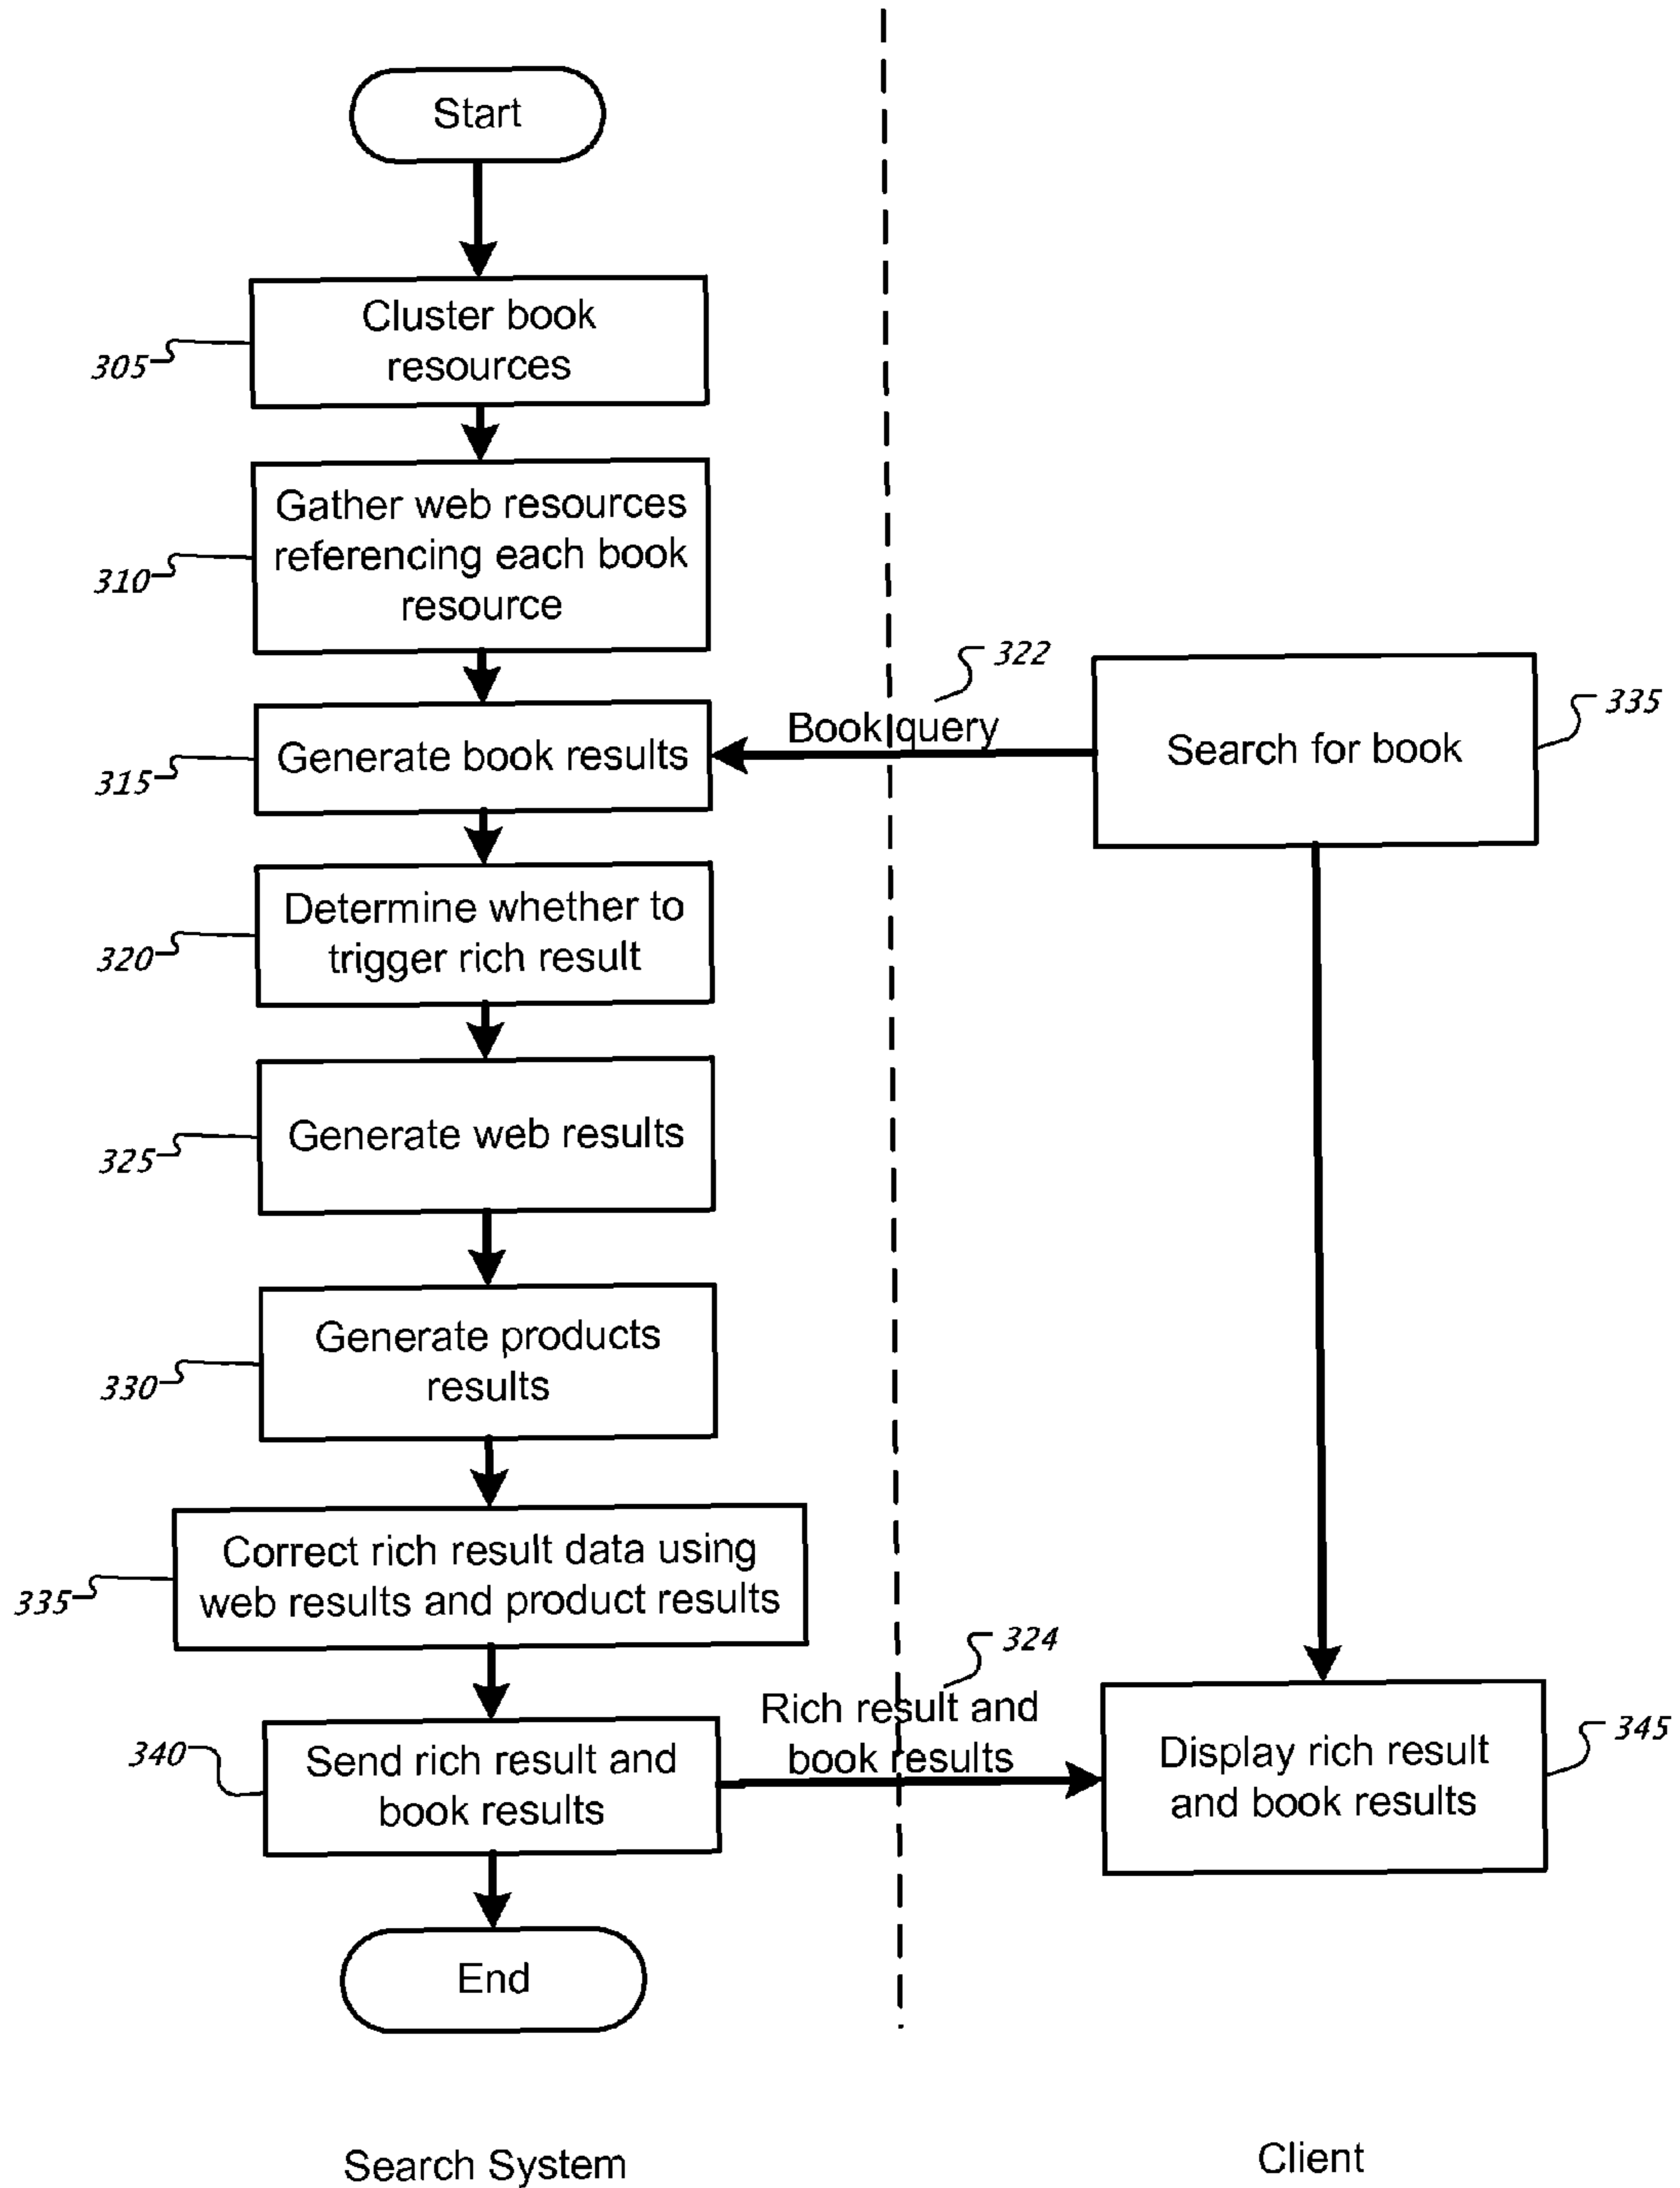 Start
Cluster book
resources
305
Gather web resources
referencing each book
resource
310
322
Book query
Generate book results
315
Search for book
335
Determine whether to
trigger rich result
320
Generate web results
325
Generate products
results
330
Correct rich result data using
web results and product results
335
324
Rich result and
book results
340
Send rich result and
book results
Display rich result
and book results
345
End
Search System
Client